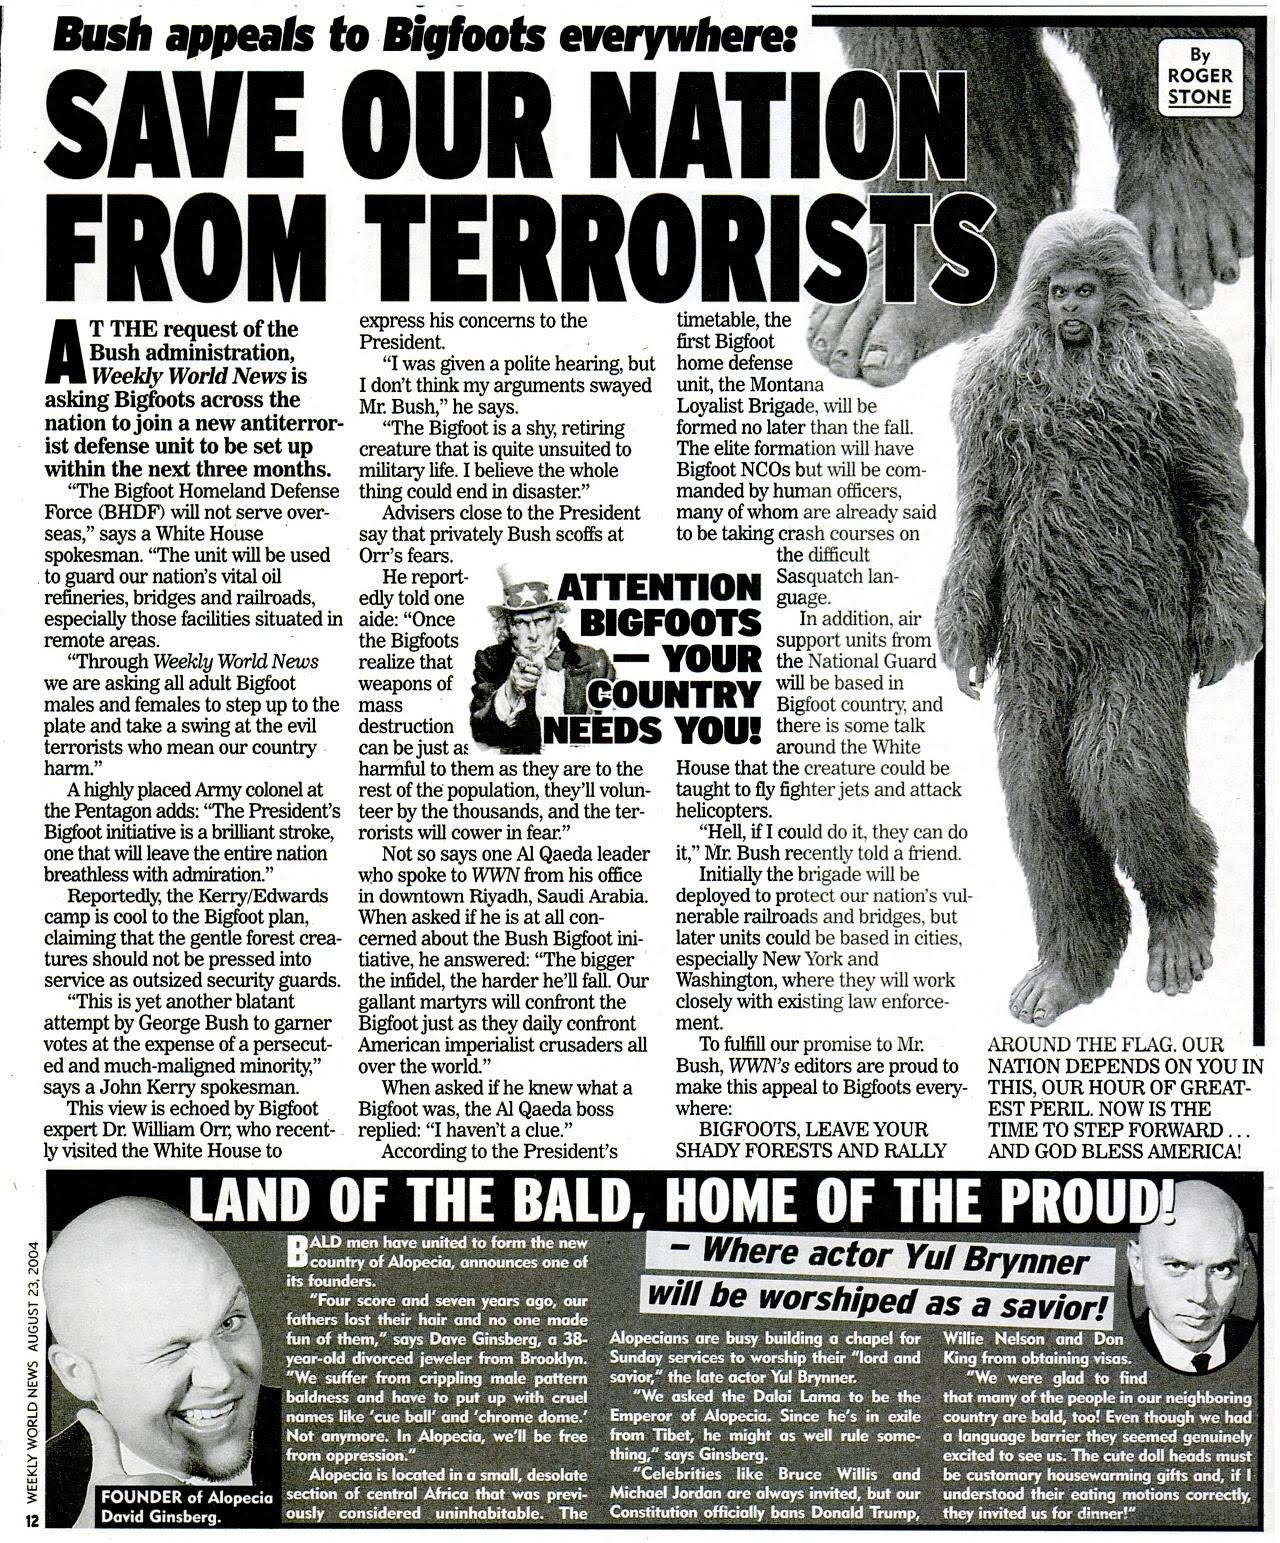 Bush appeals to Bigfoots everywhere:
SAVE OUR NATION
FROM TERRORISTS
By
ROGER
STONE
AT THE request of the
Bush administration,
Weekly World News is
asking Bigfoots across the
nation to join a new antiterror-
ist defense unit to be set up
within the next three months.
"The Bigfoot Homeland Defense
Force (BHDF) will not serve over-
seas," says a White House
spokesman. "The unit will be used
to guard our nation's vital oil
refineries, bridges and railroads,
especially those facilities situated in
remote areas.
"Through Weekly World News
we are asking all adult Bigfoot
males and females to step up to the
plate and take a swing at the evil
terrorists who mean our country
harm."
A highly placed Army colonel at
the Pentagon adds: "The President's
Bigfoot initiative is a brilliant stroke,
one that will leave the entire nation
breathless with admiration."
Reportedly, the Kerry/Edwards
camp is cool to the Bigfoot plan,
claiming that the gentle forest crea-
tures should not be pressed into
service as outsized security guards.
"This is yet another blatant
attempt by George Bush to garner
votes at the expense of a persecut-
ed and much-maligned minority,"
says a John Kerry spokesman.
This view is echoed by Bigfoot
expert Dr. William Orr, who recent-
ly visited the White House to
express his concerns to the
President.
"I was given a polite hearing, but
I don't think my arguments swayed
Mr. Bush," he says.
"The Bigfoot is a shy, retiring
creature that is quite unsuited to
military life. I believe the whole
thing could end in disaster."
Advisers close to the President
say that privately Bush scoffs at
Orr's fears.
He report-
edly told one
aide: "Once
the Bigfoots
realize that
weapons of
mass
destruction
can be just as
harmful to them as they are to the
rest of the population, they'll volun-
teer by the thousands, and the ter-
rorists will cower in fear."
Not so says one Al Qaeda leader
who spoke to WWN from his office
in downtown Riyadh, Saudi Arabia.
When asked if he is at all con-
cerned about the Bush Bigfoot ini-
tiative, he answered: "The bigger
the infidel, the harder he'll fall. Our
gallant martyrs will confront the
Bigfoot just as they daily confront
American imperialist crusaders all
over the world."
When asked if he knew what a
Bigfoot was, the Al Qaeda boss
replied: "I haven't a clue."
According to the President's
ATTENTION
BIGFOOTS
— YOUR
COUNTRY
NEEDS YOU!
timetable, the
first Bigfoot
home defense
unit, the Montana
Loyalist Brigade, will be
formed no later than the fall.
The elite formation will have
Bigfoot NCOs but will be com-
manded by human officers,
many of whom are already said
to be taking crash courses on
the difficult
Sasquatch lan-
guage.
In addition, air
support units from
the National Guard
will be based in
Bigfoot country, and
there is some talk
around the White
House that the creature could be
taught to fly fighter jets and attack
helicopters.
"Hell, if I could do it, they can do
it," Mr. Bush recently told a friend.
Initially the brigade will be
deployed to protect our nation's vul-
nerable railroads and bridges, but
later units could be based in cities,
especially New York and
Washington, where they will work
closely with existing law enforce-
ment.
To fulfill our promise to Mr.
Bush, WWN's editors are proud to
make this appeal to Bigfoots every-
where:
BIGFOOTS, LEAVE YOUR
SHADY FORESTS AND RALLY
AROUND THE FLAG. OUR
NATION DEPENDS ON YOU IN
THIS, OUR HOUR OF GREAT-
EST PERIL. NOW IS THE
TIME TO STEP FORWARD . . .
AND GOD BLESS AMERICA!
LAND OF THE BALD, HOME OF THE PROUD!
– Where actor Yul Brynner
will be worshiped as a savior!
BALD men have united to form the new
country of Alopecia, announces one of
its founders.
"Four score and seven years ago, our
fathers lost their hair and no one made
fun of them," says Dave Ginsberg, a 38-
year-old divorced jeweler from Brooklyn.
"We suffer from crippling male pattern
baldness and have to put up with cruel
names like 'cue ball' and 'chrome dome.'
Not anymore. In Alopecia, we'll be free
from oppression."
Alopecia is located in a small, desolate
section of central Africa that was previ-
ously considered uninhabitable. The
Alopecians are busy building a chapel for
Sunday services to worship their "lord and
savior," the late actor Yul Brynner.
"We asked the Dalai Lama to be the
Emperor of Alopecia. Since he's in exile
from Tibet, he might as well rule some-
thing," says Ginsberg.
"Celebrities like Bruce Willis and
Michael Jordan are always invited, but our
Constitution officially bans Donald Trump,
Willie Nelson and Don
King from obtaining visas.
"We were glad to find
that many of the people in our neighboring
country are bald, too! Even though we had
a language barrier they seemed genuinely
excited to see us. The cute doll heads must
be customary housewarming gifts and, if I
understood their eating motions correctly,
they invited us for dinner!"
FOUNDER of Alopecia
David Ginsberg.
WEEKLY WORLD NEWS AUGUST 23, 2004
12